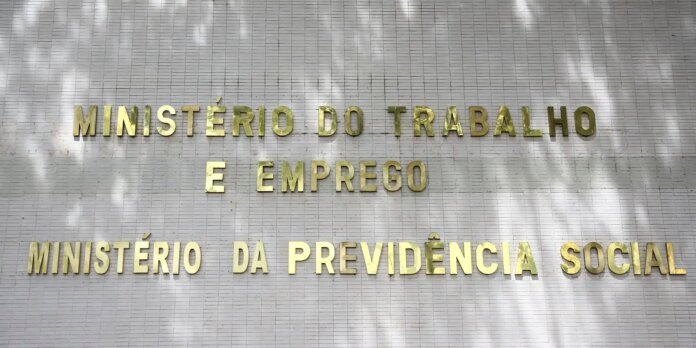 MINISTÉRIO DO TRABALHO
E EMPREGO
MINISTÉRIO DA PREVIDÊNCIA SOCIAL